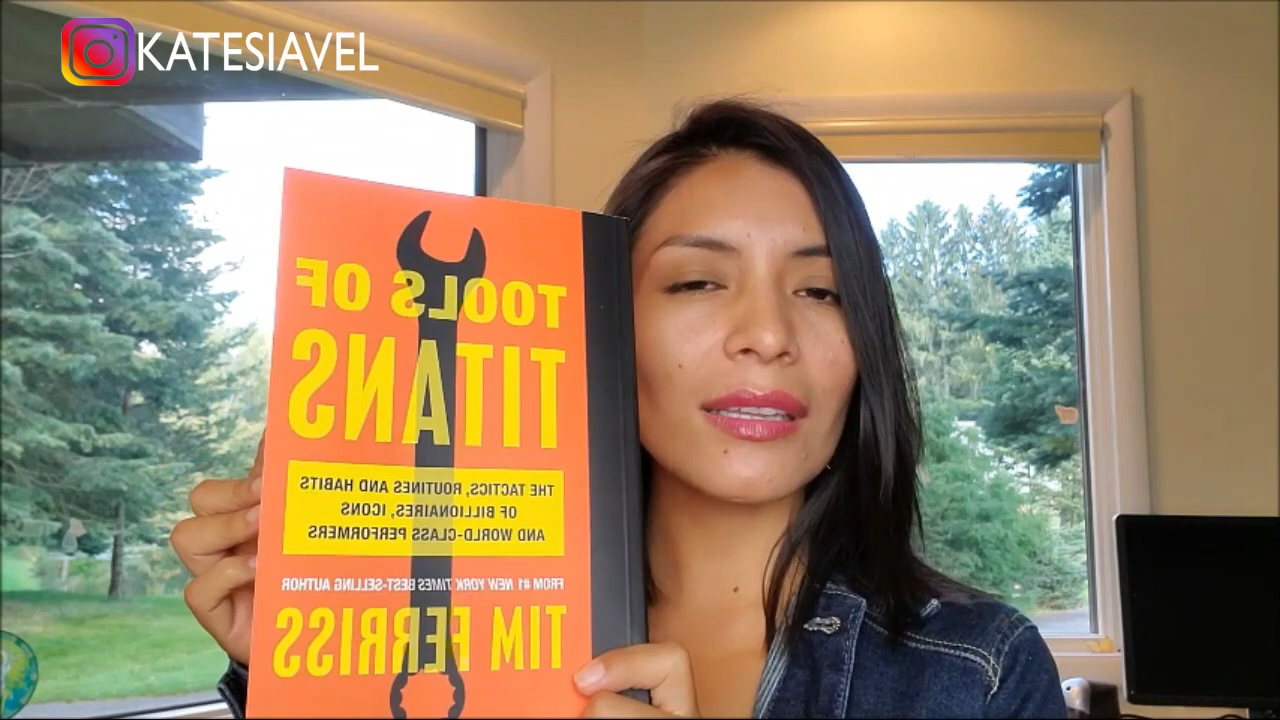 KATESIAVEL
TOOLS OF
TITANS
THE TACTICS, ROUTINES AND HABITS
OF BILLIONAIRES, ICONS
AND WORLD-CLASS PERFORMERS
FROM #1 NEW YORK TIMES BEST-SELLING AUTHOR
TIM FERRISS